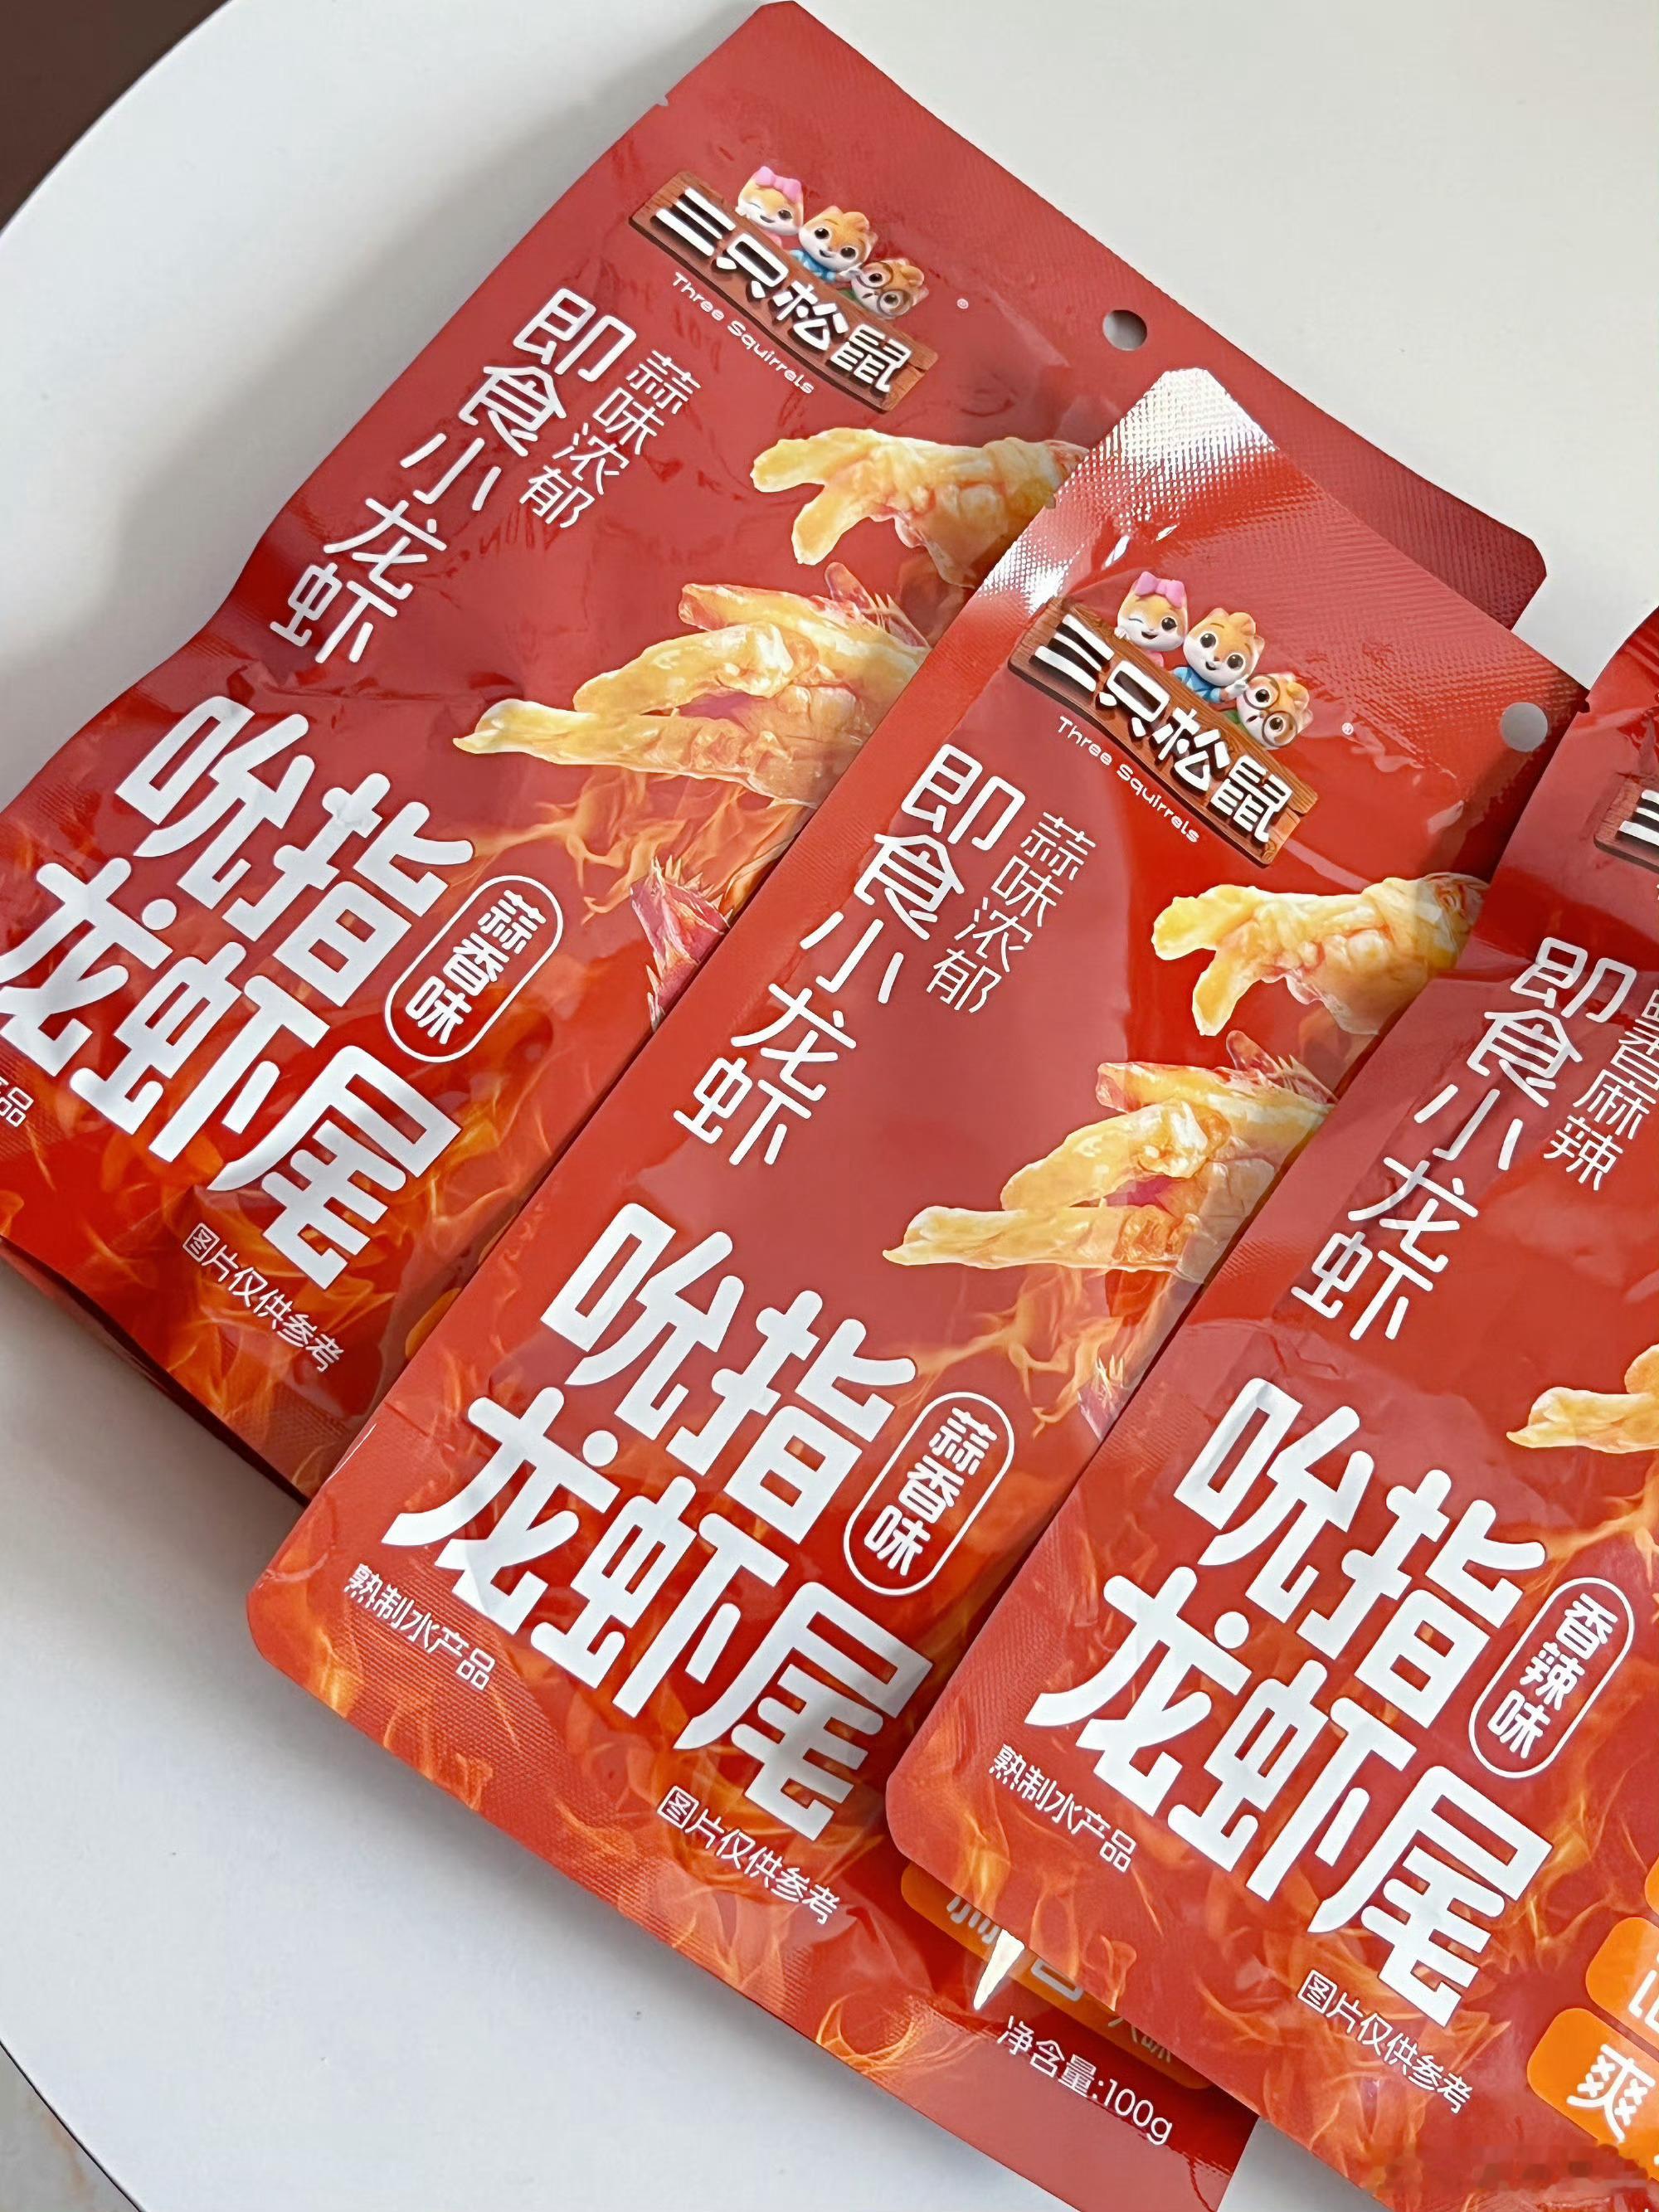 三只松鼠
Three Squirrels
®
蒜味浓郁
即食小龙虾
吮指
龙虾尾
蒜香味
品
图片仅供参考
三只松鼠
Three Squirrels
®
蒜味浓郁
即食小龙虾
吮指
龙虾尾
蒜香味
熟制水产品
图片仅供参考
净含量:100g
三
香麻辣
即食小龙虾
吮指
龙虾尾
香辣味
熟制水产品
图片仅供参考
爽